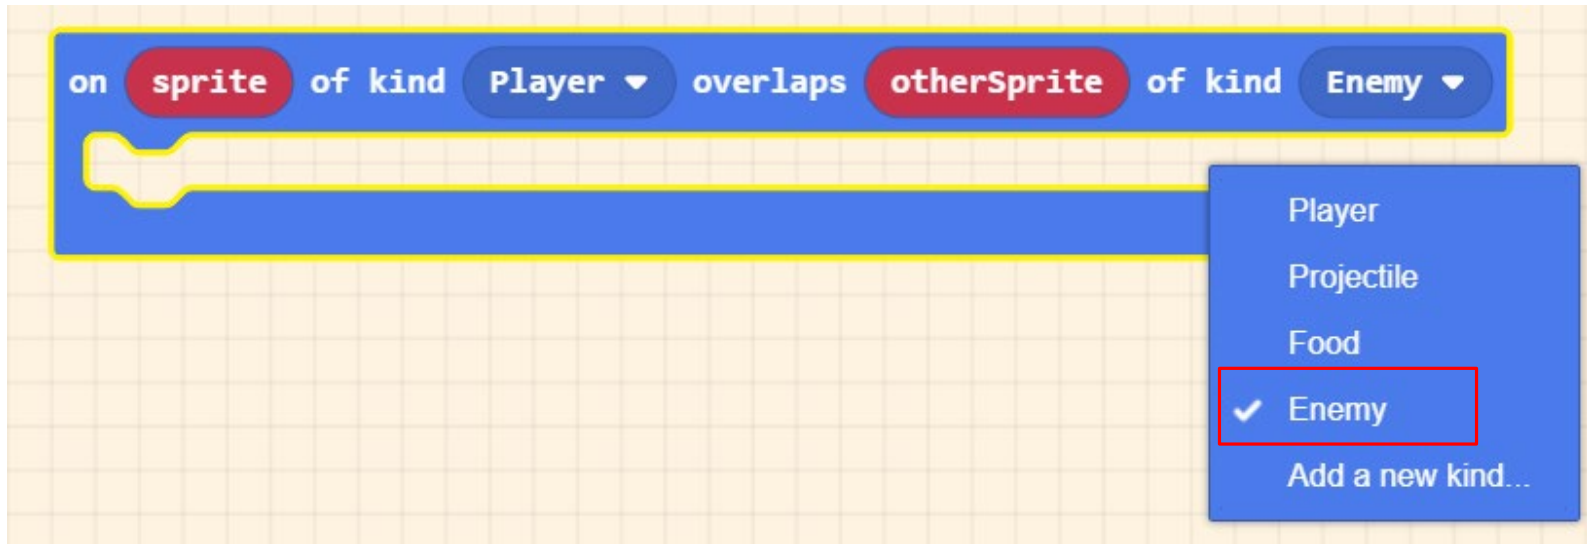 on sprite of kind Player overlaps otherSprite of kind Enemy
Player
Projectile
Food
Enemy
Add a new kind...